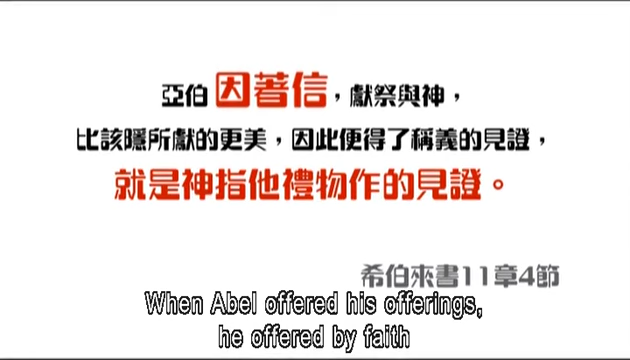 亞伯因著信，獻祭與神，
比該隱所獻的更美，因此便得了稱義的見證，
就是神指他禮物作的見證。
希伯來書11章4節
When Abel offered his offerings,
he offered by faith